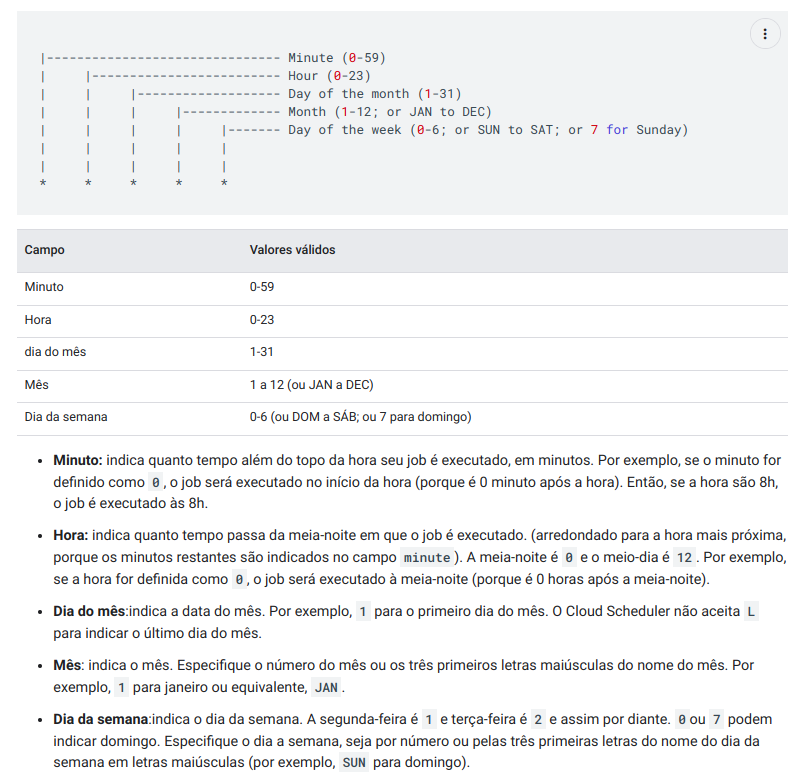 |--------------------------------- Minute (0-59)
|     |-------------------------- Hour (0-23)
|     |     |-------------------- Day of the month (1-31)
|     |     |     |------------- Month (1-12; or JAN to DEC)
|     |     |     |     |------- Day of the week (0-6; or SUN to SAT; or 7 for Sunday)
|     |     |     |     |
|     |     |     |     |
*     *     *     *     *
Campo Valores válidos
Minuto 0-59
Hora 0-23
dia do mês 1-31
Mês 1 a 12 (ou JAN a DEC)
Dia da semana 0-6 (ou DOM a SÁB; ou 7 para domingo)
• Minuto: indica quanto tempo além do topo da hora seu job é executado, em minutos. Por exemplo, se o minuto for
definido como 0, o job será executado no início da hora (porque é 0 minuto após a hora). Então, se a hora são 8h,
o job é executado às 8h.
• Hora: indica quanto tempo passa da meia-noite em que o job é executado. (arredondado para a hora mais próxima,
porque os minutos restantes são indicados no campo minute). A meia-noite é 0 e o meio-dia é 12. Por exemplo,
se a hora for definida como 0, o job será executado à meia-noite (porque é 0 horas após a meia-noite).
• Dia do mês:indica a data do mês. Por exemplo, 1 para o primeiro dia do mês. O Cloud Scheduler não aceita L
para indicar o último dia do mês.
• Mês: indica o mês. Especifique o número do mês ou os três primeiros letras maiúsculas do nome do mês. Por
exemplo, 1 para janeiro ou equivalente, JAN.
• Dia da semana:indica o dia da semana. A segunda-feira é 1 e terça-feira é 2 e assim por diante. 0 ou 7 podem
indicar domingo. Especifique o dia a semana, seja por número ou pelas três primeiras letras do nome do dia da
semana em letras maiúsculas (por exemplo, SUN para domingo).